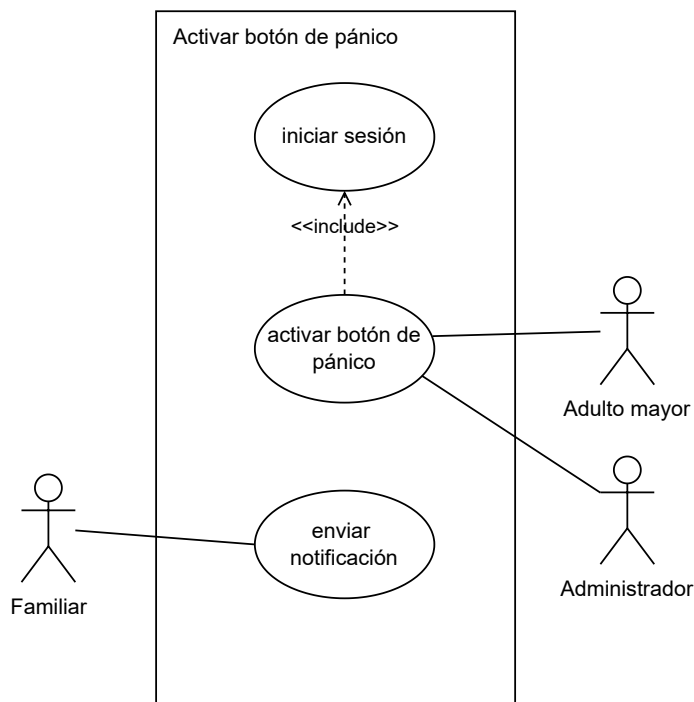 Activar botón de pánico
iniciar sesión
<<include>>
activar botón de
pánico
Adulto mayor
enviar
notificación
Familiar
Administrador